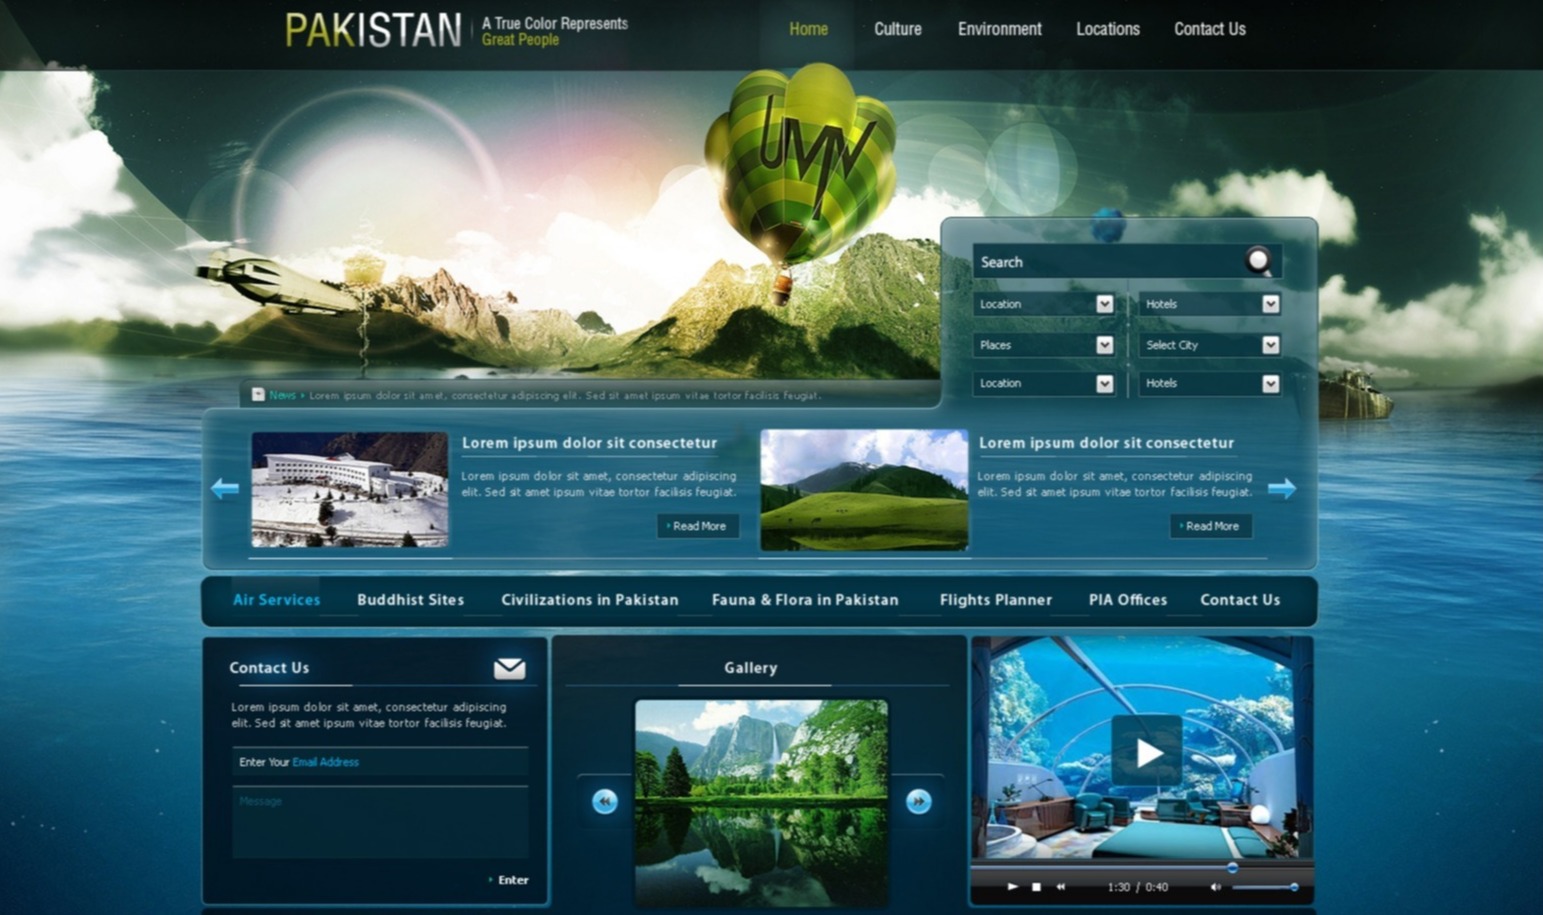 PAKISTAN
A True Color Represents
Great People
Home Culture Environment Locations Contact Us
Search
Location Hotels
Places Select City
Location Hotels
News Lorem ipsum dolor sit amet, consectetur adipiscing elit. Sed sit amet ipsum vitae tortor facilisis feugiat.
Lorem ipsum dolor sit consectetur
Lorem ipsum dolor sit amet, consectetur adipiscing
elit. Sed sit amet ipsum vitae tortor facilisis feugiat.
Read More
Lorem ipsum dolor sit consectetur
Lorem ipsum dolor sit amet, consectetur adipiscing
elit. Sed sit amet ipsum vitae tortor facilisis feugiat.
Read More
Air Services Buddhist Sites Civilizations in Pakistan Fauna & Flora in Pakistan Flights Planner PIA Offices Contact Us
Contact Us
Lorem ipsum dolor sit amet, consectetur adipiscing
elit. Sed sit amet ipsum vitae tortor facilisis feugiat.
Enter Your Email Address
Message
Enter
Gallery
1:30 / 0:40